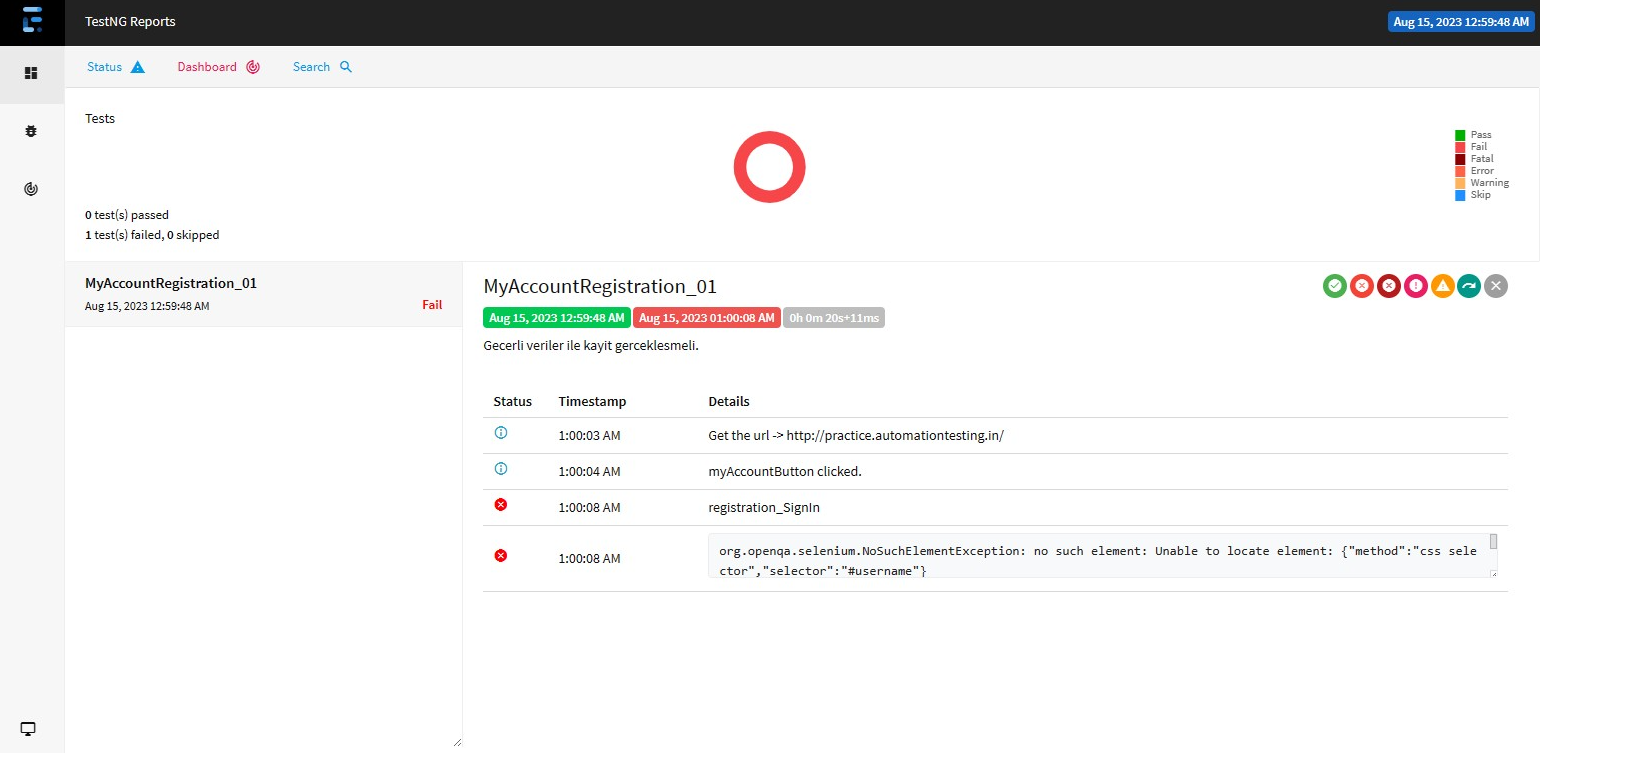 TestNG Reports
Aug 15, 2023 12:59:48 AM
Status
Dashboard
Search
Tests
Pass
Fail
Fatal
Error
Warning
Skip
0 test(s) passed
1 test(s) failed, 0 skipped
MyAccountRegistration_01
Aug 15, 2023 12:59:48 AM
Fail
MyAccountRegistration_01
Aug 15, 2023 12:59:48 AM Aug 15, 2023 01:00:08 AM 0h 0m 20s+11ms
Gecerli veriler ile kayit gerceklesmeli.
Status Timestamp Details
1:00:03 AM Get the url -> http://practice.automationtesting.in/
1:00:04 AM myAccountButton clicked.
1:00:08 AM registration_SignIn
1:00:08 AM
org.openqa.selenium.NoSuchElementException: no such element: Unable to locate element: {"method":"css sele
ctor","selector":"#username"}